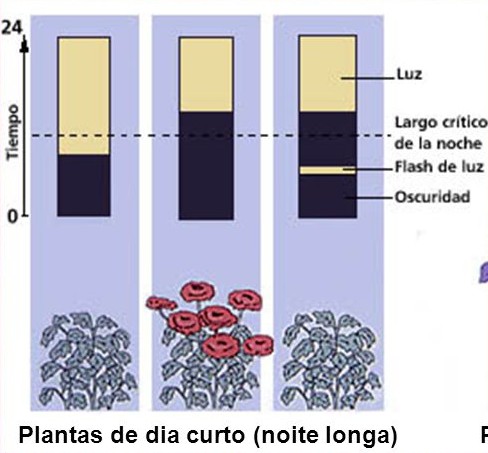 24
Tiempo
0
Luz
Largo crítico
de la noche
Flash de luz
Oscuridad
Plantas de dia curto (noite longa)
P